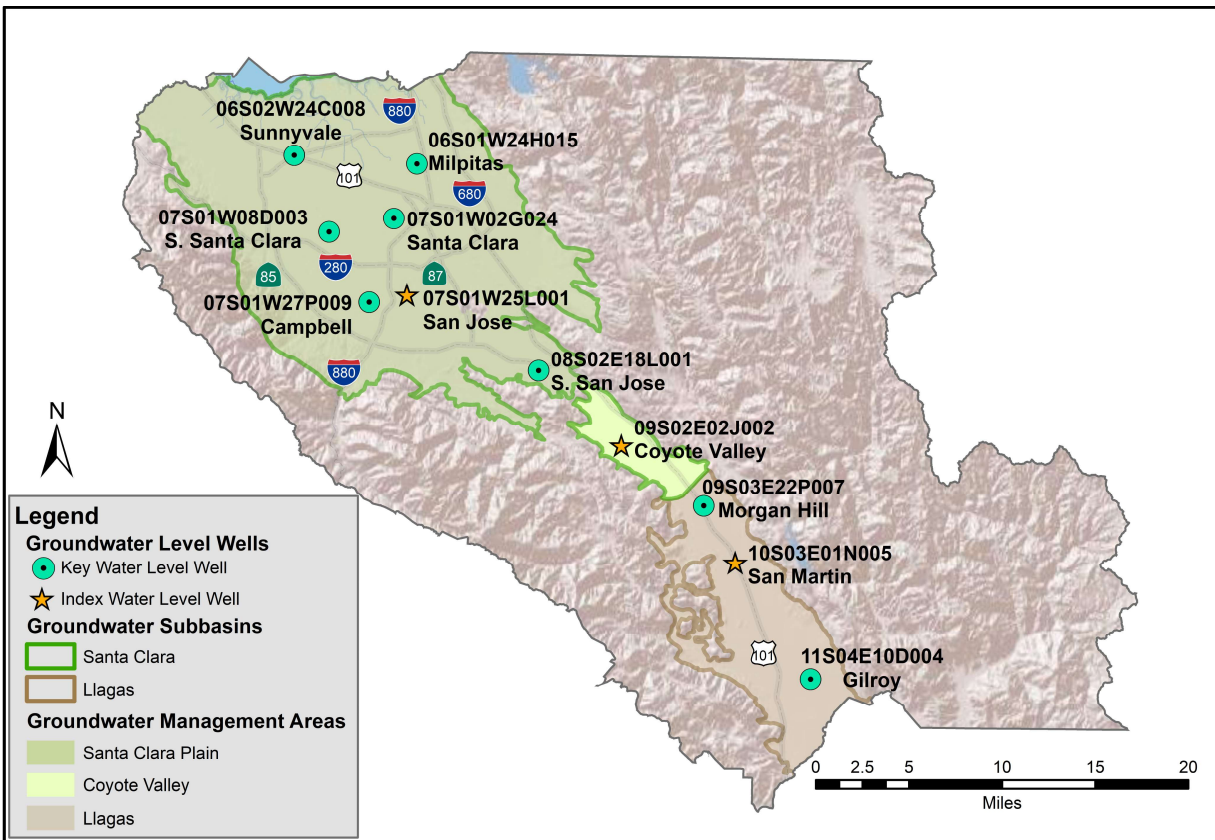 880
06S02W24C008
Sunnyvale
06S01W24H015
Milpitas
101
680
07S01W08D003
S. Santa Clara
07S01W02G024
Santa Clara
280
85
87
07S01W27P009
Campbell
07S01W25L001
San Jose
880
08S02E18L001
S. San Jose
09S02E02J002
Coyote Valley
09S03E22P007
Morgan Hill
10S03E01N005
San Martin
101
11S04E10D004
Gilroy
N
Legend
Groundwater Level Wells
Key Water Level Well
Index Water Level Well
Groundwater Subbasins
Santa Clara
Llagas
Groundwater Management Areas
Santa Clara Plain
Coyote Valley
Llagas
0 2.5 5 10 15 20
Miles